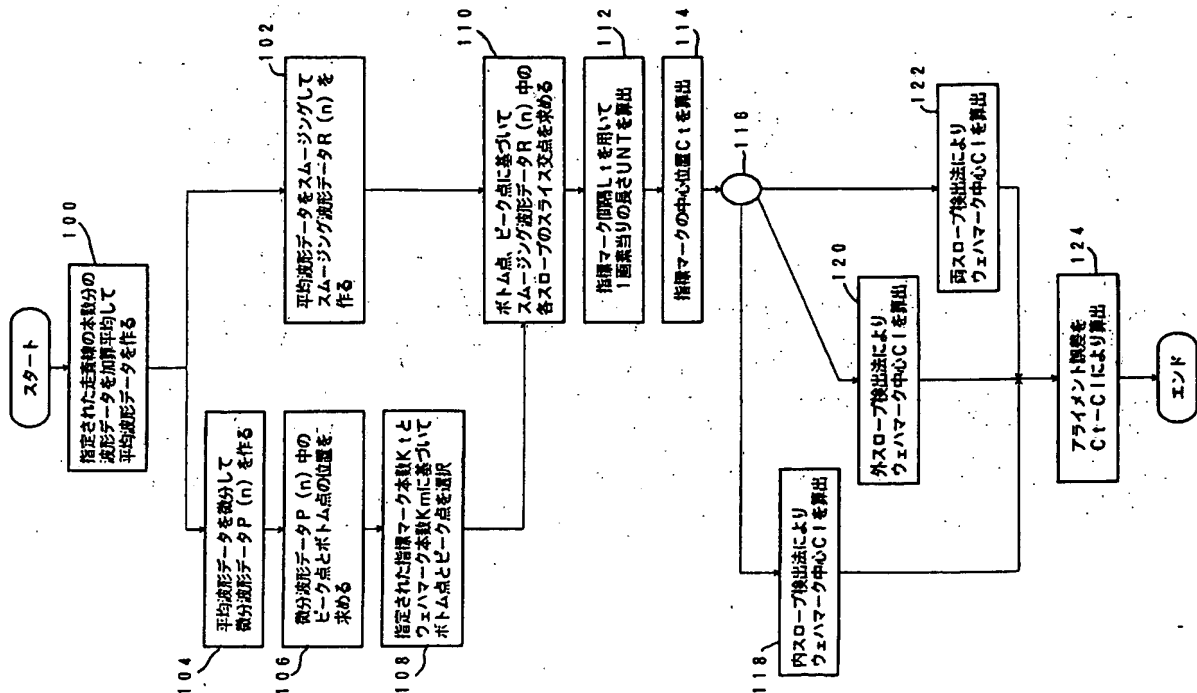 スタート
100
指定された走査線の本数分の
波形データを加算平均して
平均波形データを作る
102
平均波形データをスムージングして
スムージング波形データR(n)を
作る
104
平均波形データを微分して
微分波形データP(n)を作る
106
微分波形データP(n)中の
ピーク点とボトム点の位置を
求める
108
指定された指標マーク本数Ktと
ウェハマーク本数Kmに基づいて
ボトム点とピーク点を選択
110
ボトム点、ピーク点に基づいて
スムージング波形データR(n)中の
各スロープのスライス交点を求める
112
指標マーク間隔Ltを用いて
1画素当りの長さUNTを算出
114
指標マークの中心位置Ctを算出
116
118
内スロープ検出法により
ウェハマーク中心Clを算出
120
外スロープ検出法により
ウェハマーク中心Clを算出
122
両スロープ検出法により
ウェハマーク中心Clを算出
124
アライメント誤差を
Ct−Clにより算出
エンド